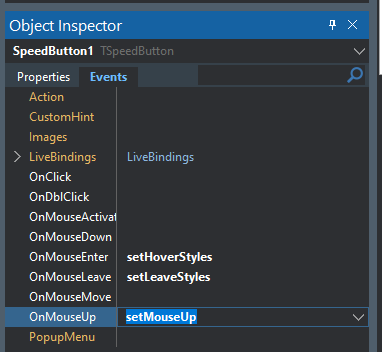 Object Inspector
SpeedButton1 TSpeedButton
Properties Events
Action
CustomHint
Images
LiveBindings LiveBindings
OnClick
OnDblClick
OnMouseActivat
OnMouseDown
OnMouseEnter setHoverStyles
OnMouseLeave setLeaveStyles
OnMouseMove
OnMouseUp setMouseUp
PopupMenu